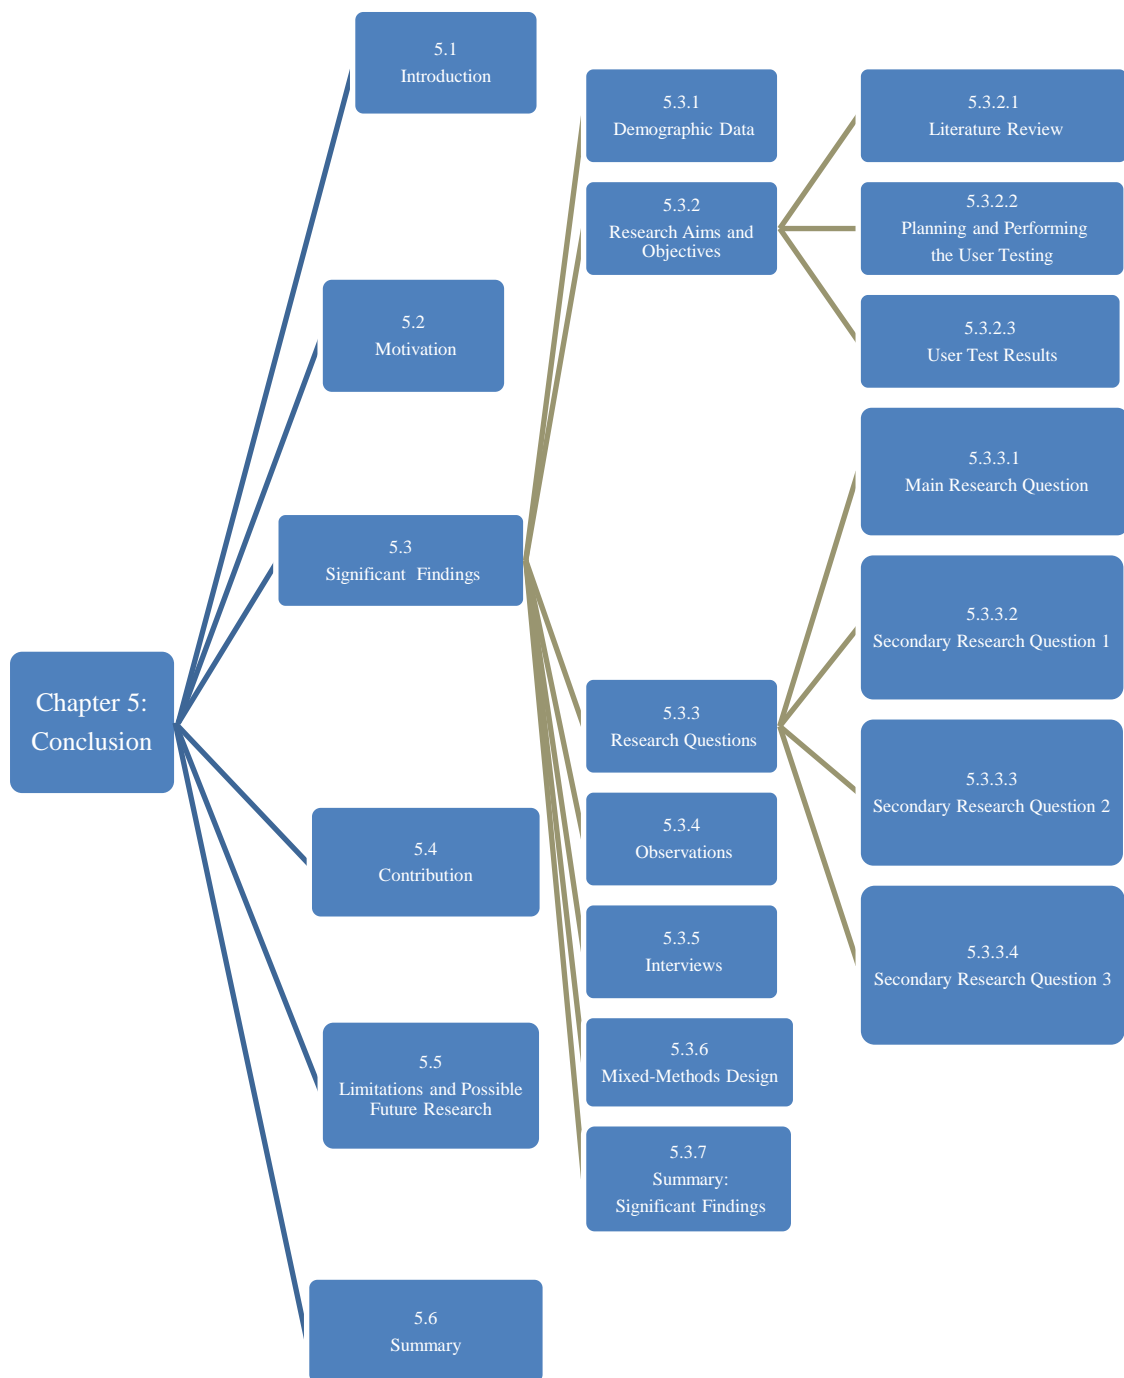 Chapter 5:
Conclusion
5.1
Introduction
5.2
Motivation
5.3
Significant Findings
5.3.1
Demographic Data
5.3.2
Research Aims and
Objectives
5.3.2.1
Literature Review
5.3.2.2
Planning and Performing
the User Testing
5.3.2.3
User Test Results
5.3.3
Research Questions
5.3.3.1
Main Research Question
5.3.3.2
Secondary Research Question 1
5.3.3.3
Secondary Research Question 2
5.3.3.4
Secondary Research Question 3
5.3.4
Observations
5.3.5
Interviews
5.3.6
Mixed-Methods Design
5.3.7
Summary:
Significant Findings
5.4
Contribution
5.5
Limitations and Possible
Future Research
5.6
Summary